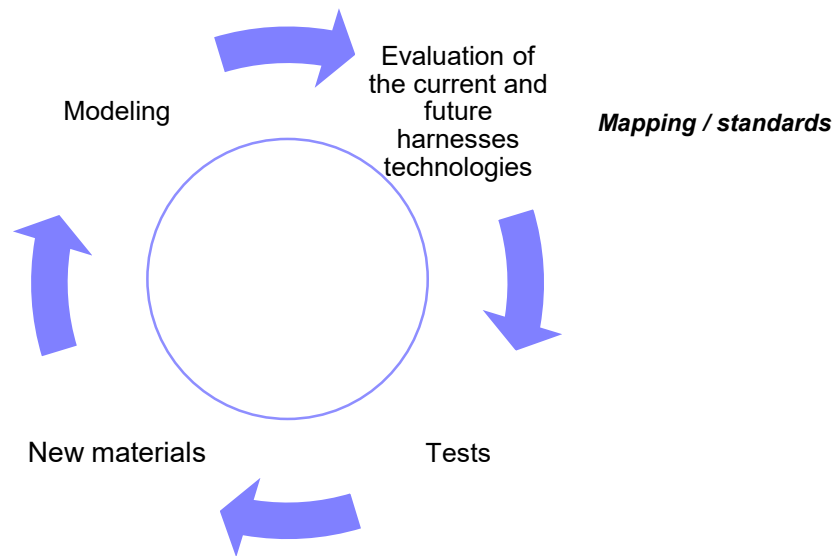 Modeling
Evaluation of
the current and
future
harnesses
technologies
Mapping / standards
New materials
Tests